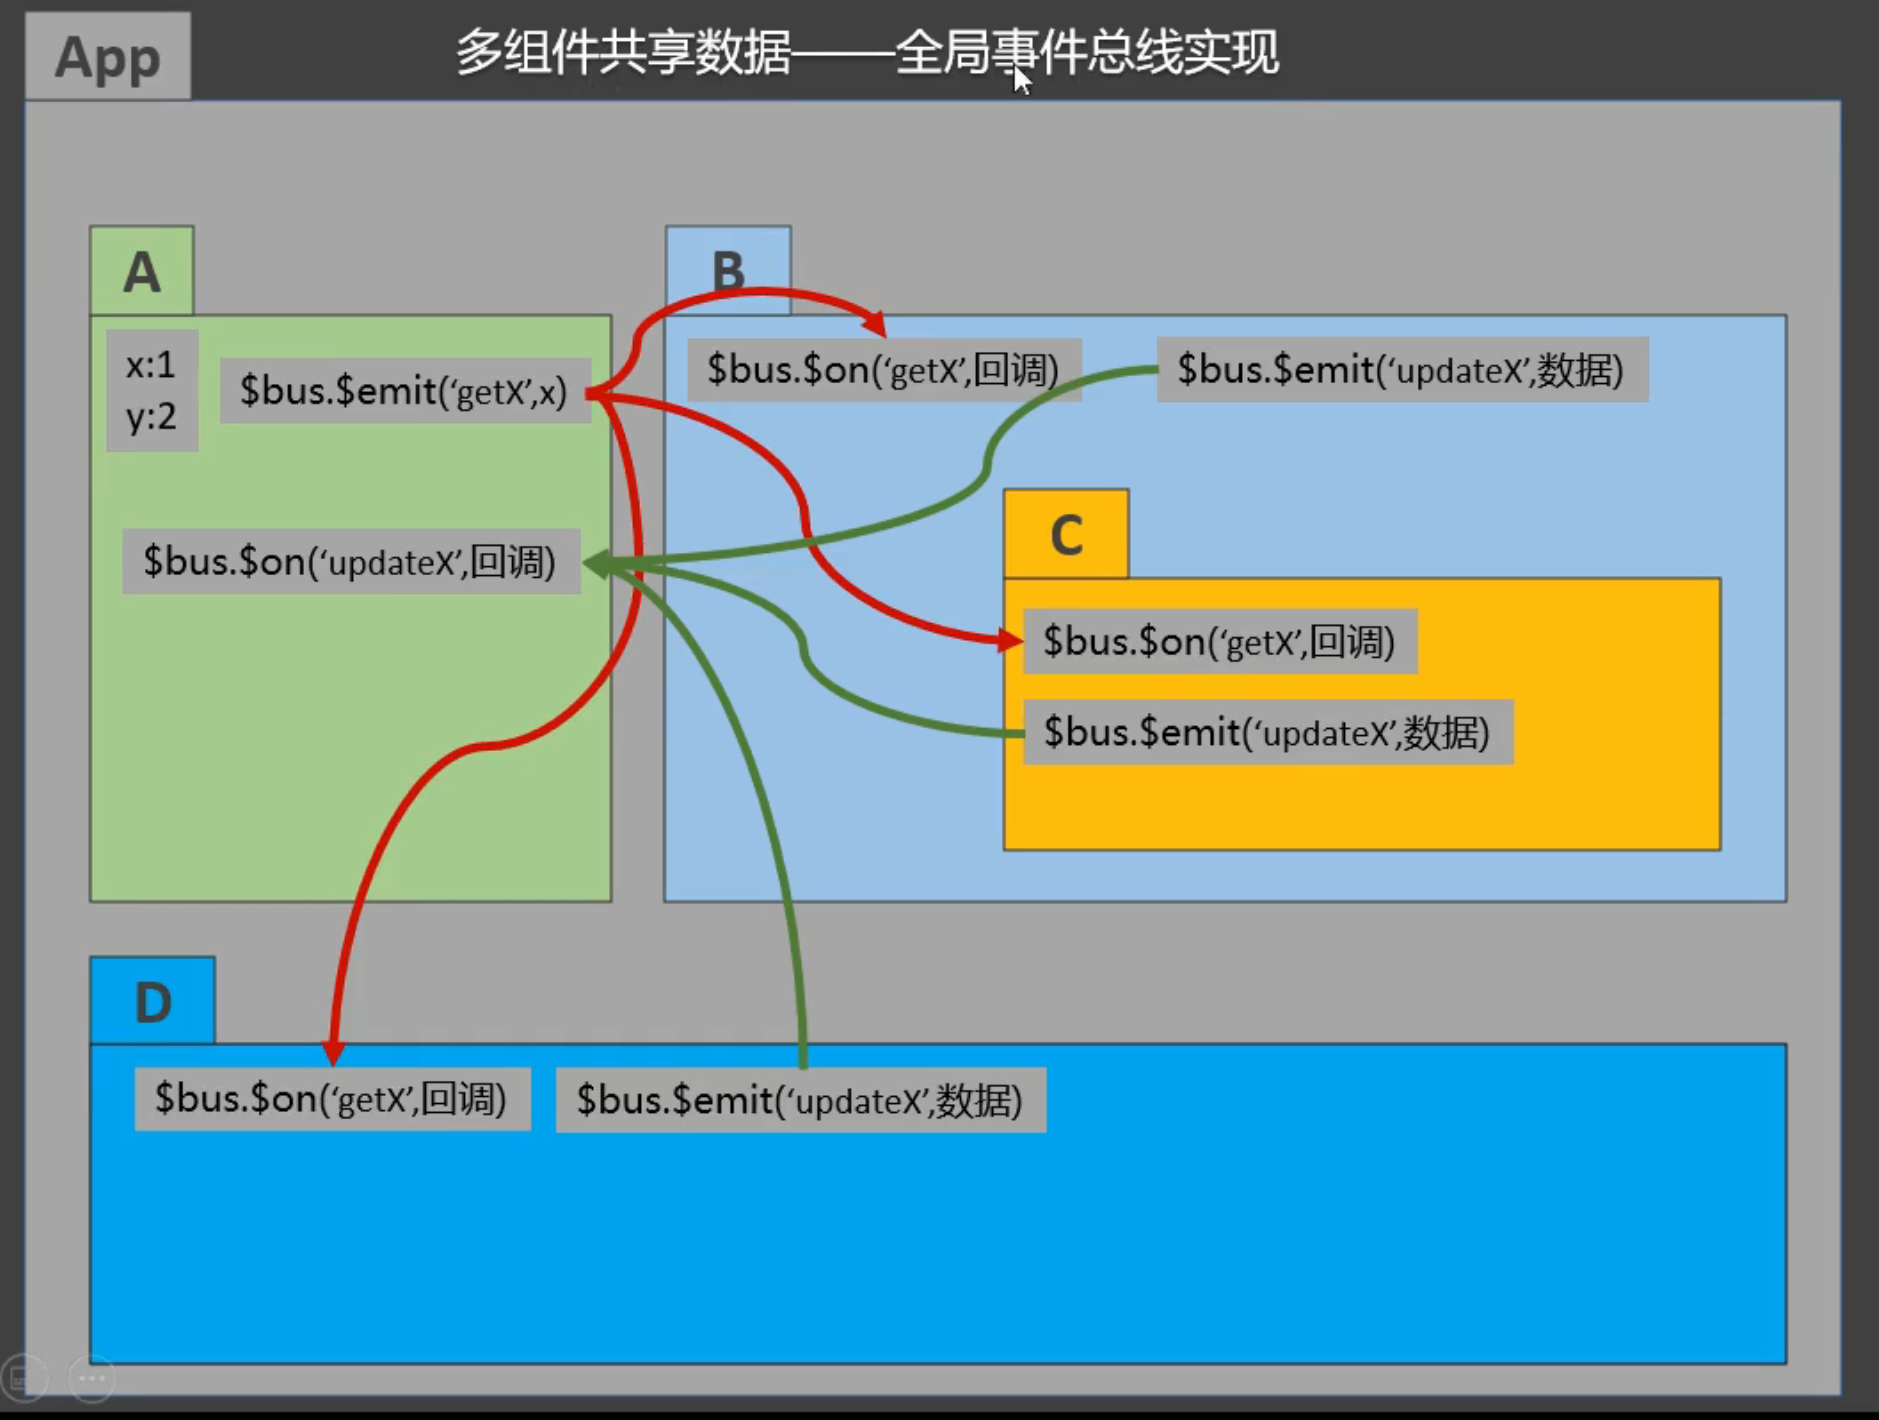 App
多组件共享数据——全局事件总线实现
A
x:1
y:2
$bus.$emit(‘getX’,x)
$bus.$on(‘updateX’,回调)
B
$bus.$on(‘getX’,回调)
$bus.$emit(‘updateX’,数据)
C
$bus.$on(‘getX’,回调)
$bus.$emit(‘updateX’,数据)
D
$bus.$on(‘getX’,回调)
$bus.$emit(‘updateX’,数据)